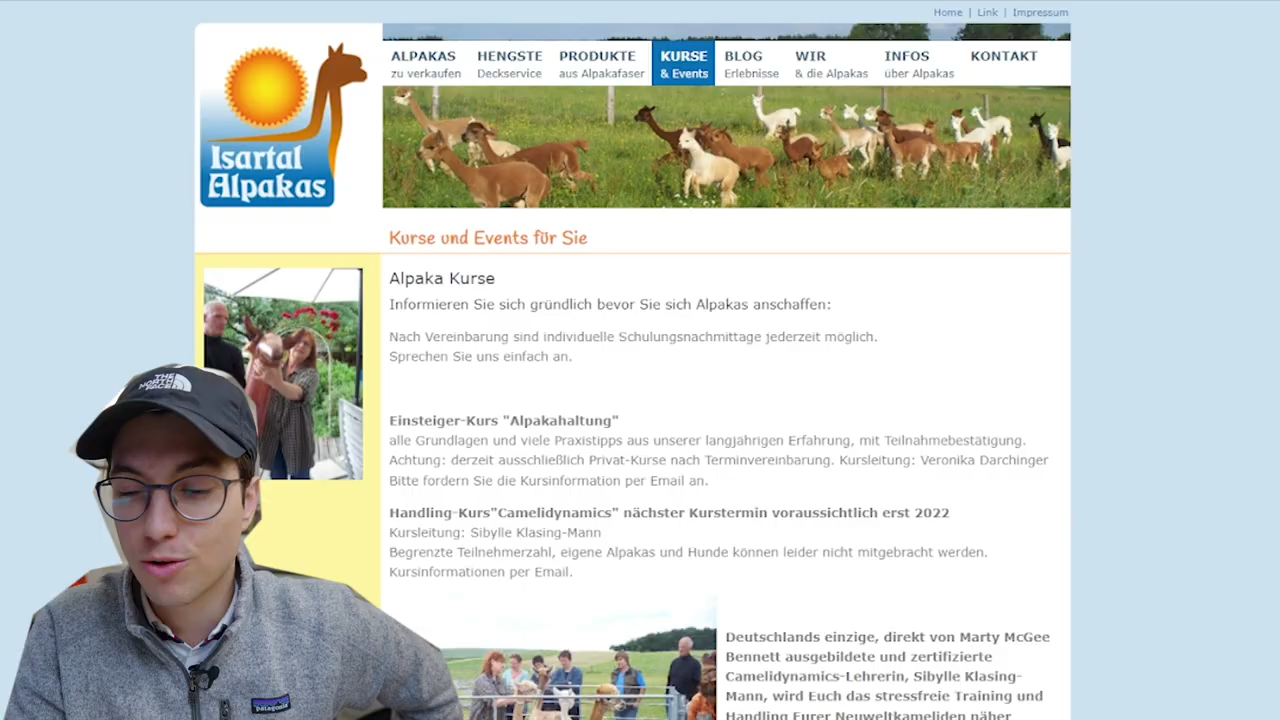 Home | Link | Impressum
ALPAKAS HENGSTE PRODUKTE KURSE BLOG WIR INFOS KONTAKT
zu verkaufen Deckservice aus Alpakafaser & Events Erlebnisse & die Alpakas über Alpakas
Isartal
Alpakas
Kurse und Events für Sie
Alpaka Kurse
Informieren Sie sich gründlich bevor Sie sich Alpakas anschaffen:
Nach Vereinbarung sind individuelle Schulungsnachmittage jederzeit möglich.
Sprechen Sie uns einfach an.
Einsteiger-Kurs "Alpakahaltung"
alle Grundlagen und viele Praxistipps aus unserer langjährigen Erfahrung, mit Teilnahmebestätigung.
Achtung: derzeit ausschließlich Privat-Kurse nach Terminvereinbarung. Kursleitung: Veronika Darchinger
Bitte fordern Sie die Kursinformation per Email an.
Handling-Kurs"Camelidynamics" nächster Kurstermin voraussichtlich erst 2022
Kursleitung: Sibylle Klasing-Mann
Begrenzte Teilnehmerzahl, eigene Alpakas und Hunde können leider nicht mitgebracht werden.
Kursinformationen per Email.
Deutschlands einzige, direkt von Marty McGee
Bennett ausgebildete und zertifizierte
Camelidynamics-Lehrerin, Sibylle Klasing-
Mann, wird Euch das stressfreie Training und
Handling Eurer Neuweltkameliden näher
THE
NORTH
FACE
patagonia